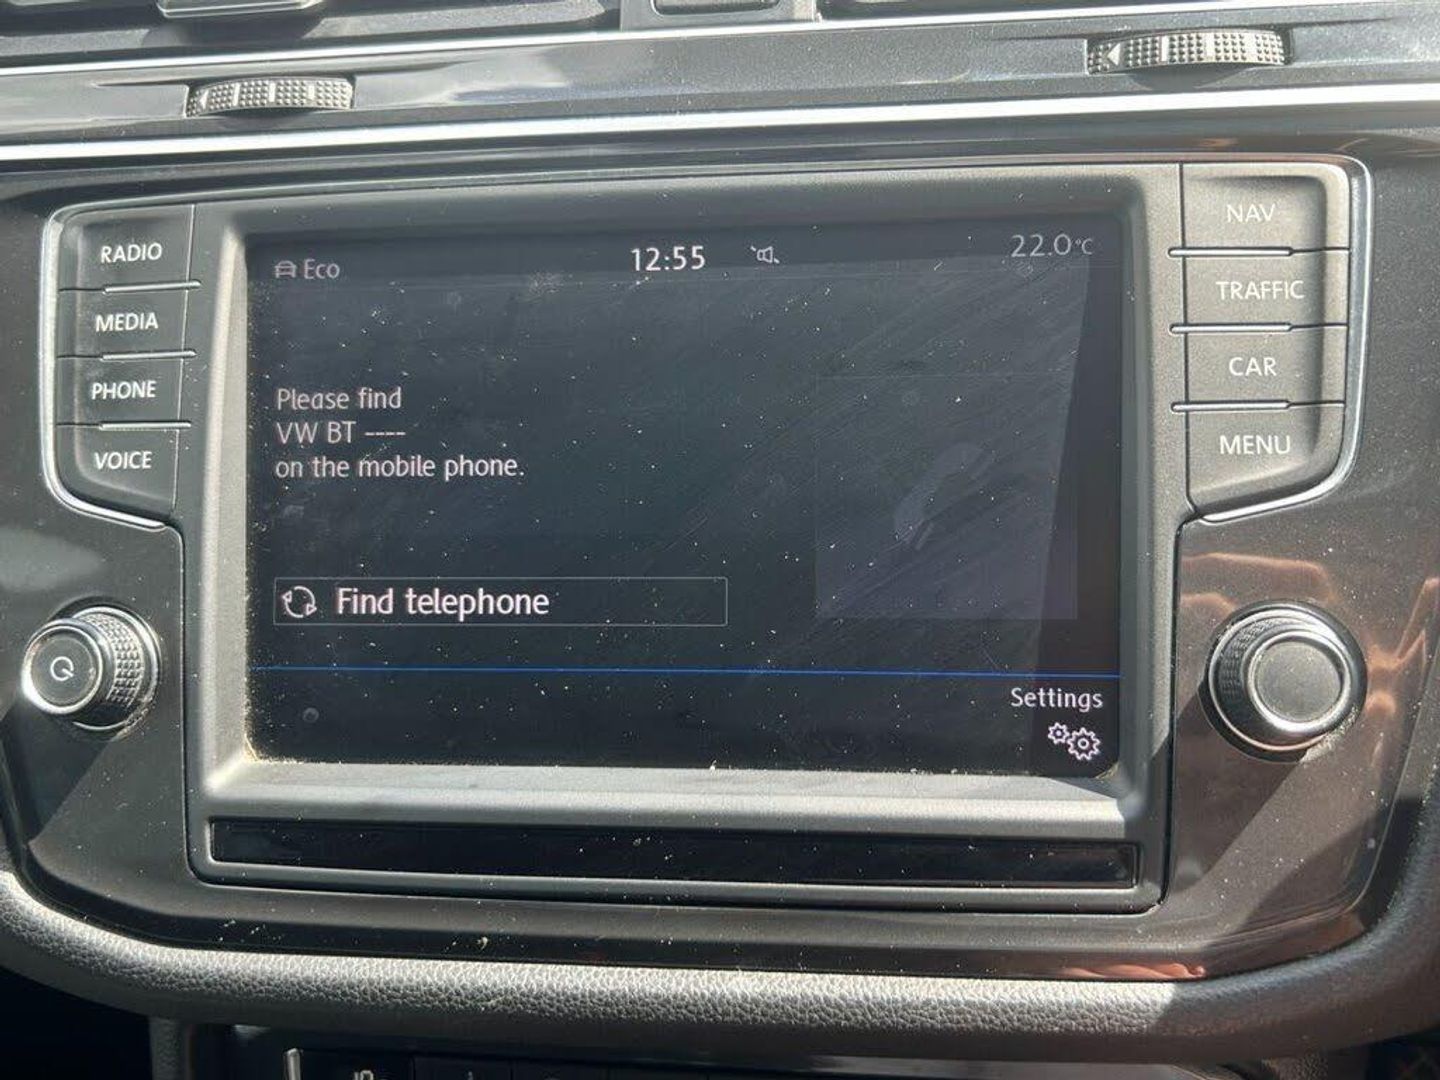 RADIO
MEDIA
PHONE
VOICE
Eco
12:55
22.0°C
Please find
VW BT ----
on the mobile phone.
Find telephone
Settings
NAV
TRAFFIC
CAR
MENU